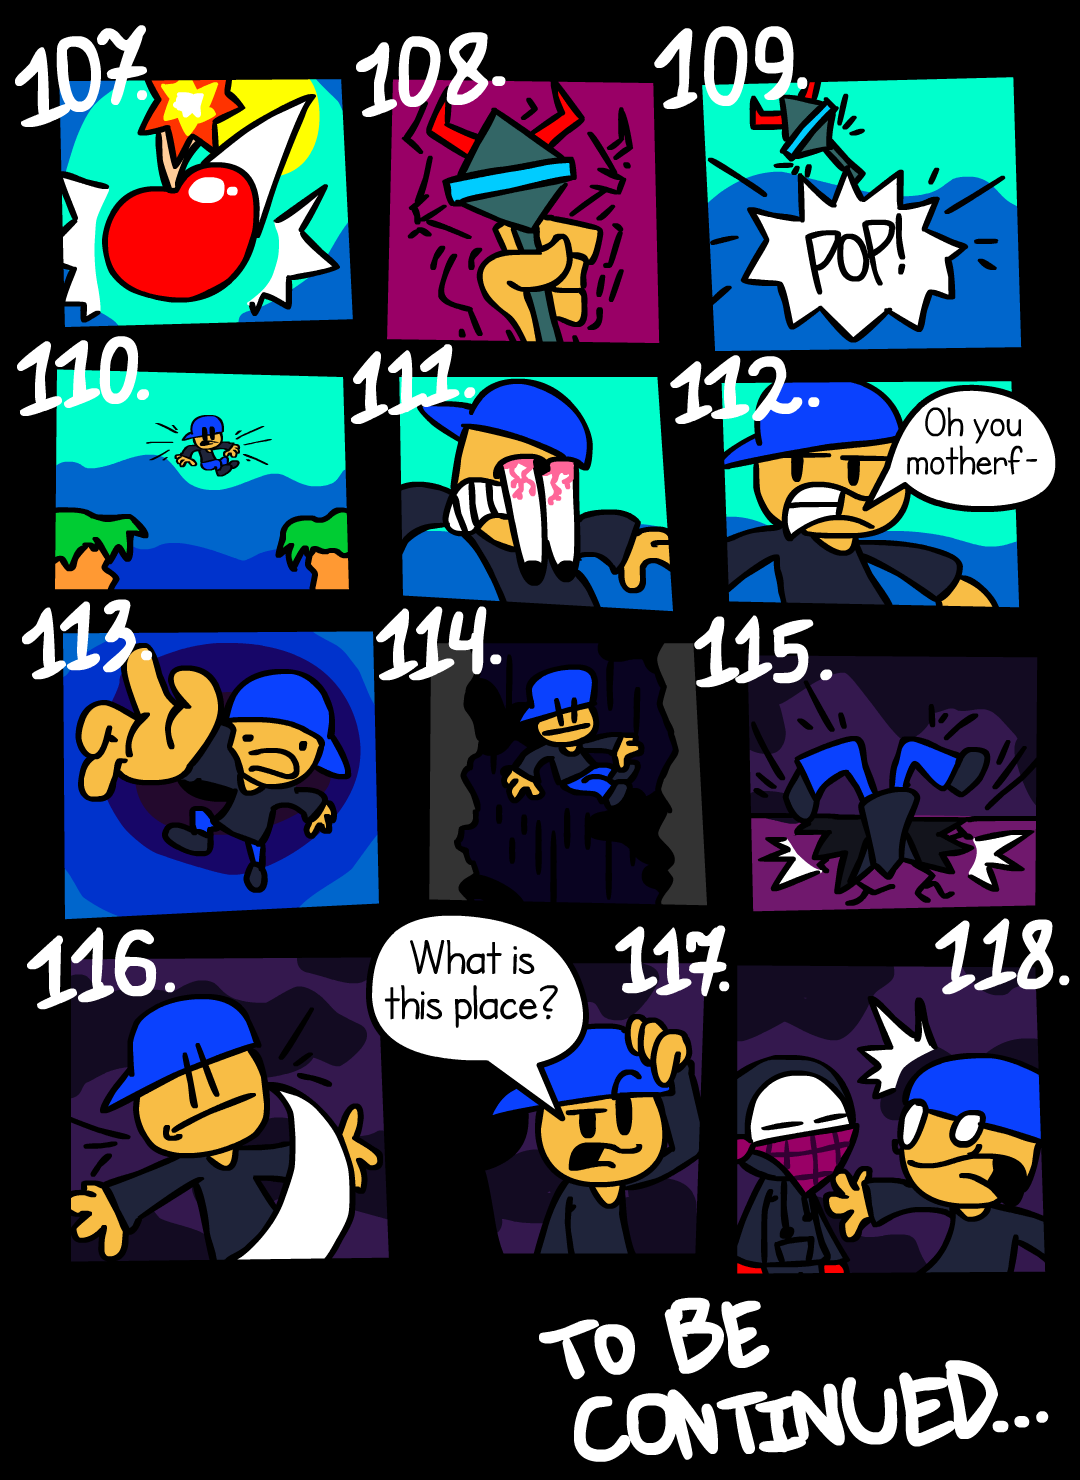 107.
108.
109.
POP!
110.
111.
112.
Oh you
motherf-
113.
114.
115.
116.
What is
this place?
117.
118.
TO BE
CONTINUED...